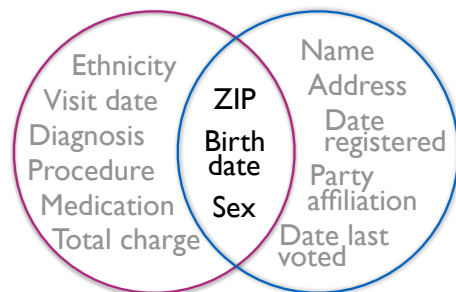 Ethnicity
Visit date
Diagnosis
Procedure
Medication
Total charge
ZIP
Birth
date
Sex
Name
Address
Date
registered
Party
affiliation
Date last
voted